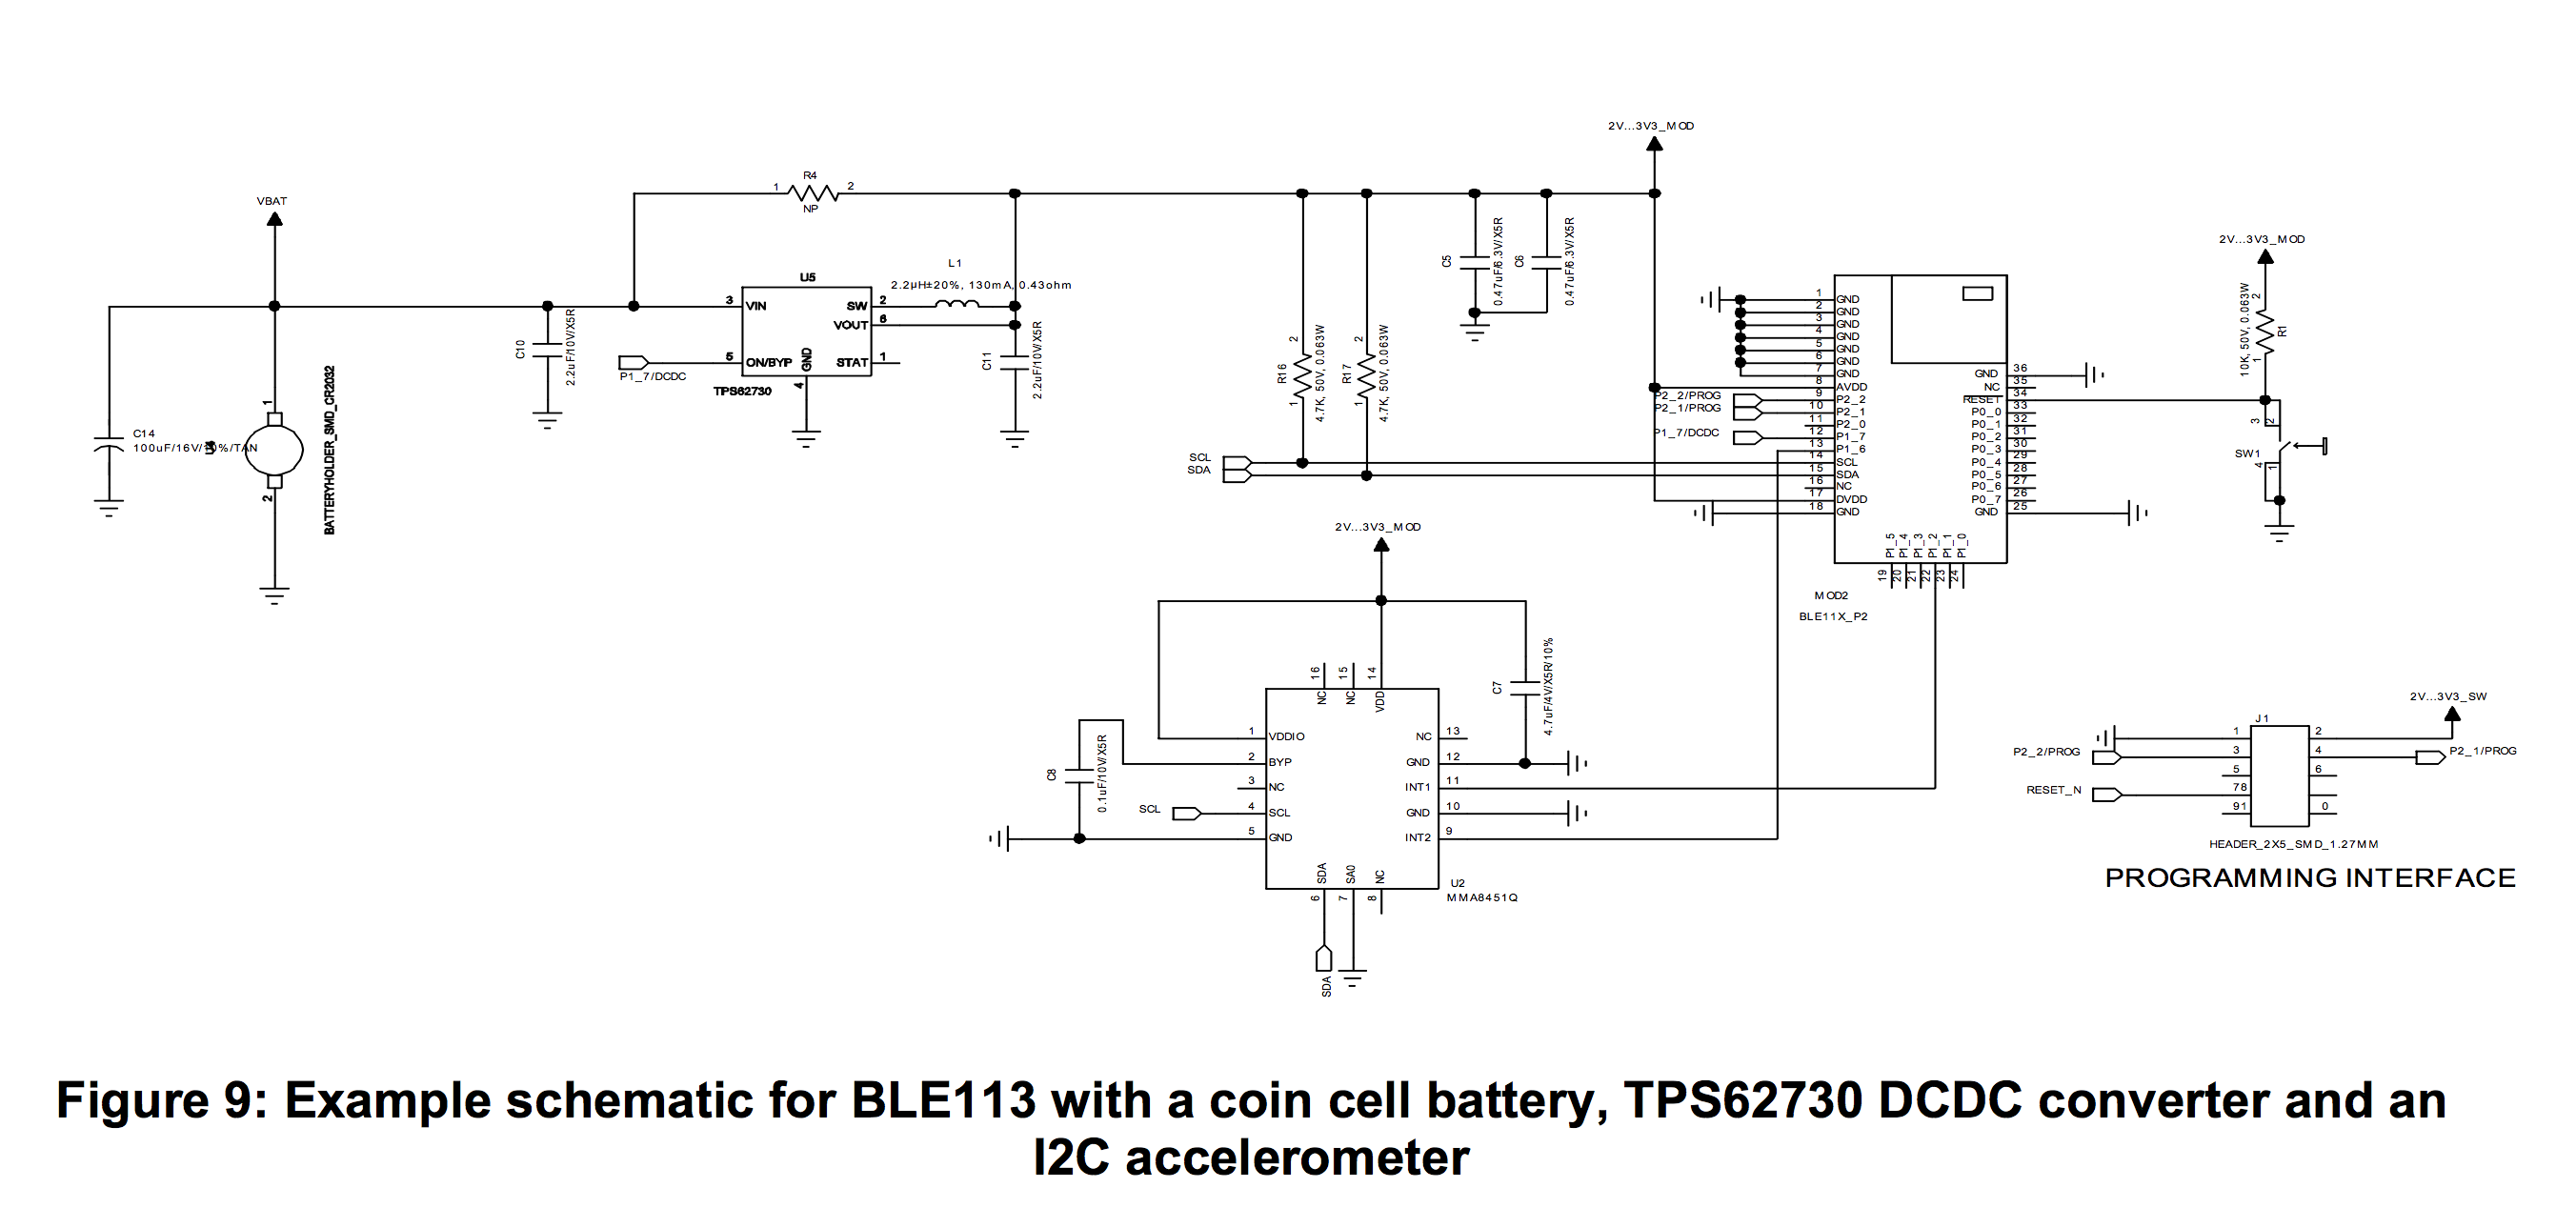 2V...3V3_MOD
VBAT
1
R4
2
NP
U5
L1
2.2µH±20%, 130mA, 0.43ohm
3
VIN
SW
2
VOUT
6
5
ON/BYP
GND
STAT
1
4
TPS62730
P1_7/DCDC
C10
2.2uF/10V/X5R
C11
2.2uF/10V/X5R
C14
100uF/16V/10%/TAN
1
2
BATTERYHOLDER_SMD_CR2032
R16
4.7K, 50V, 0.063W
2
1
R17
4.7K, 50V, 0.063W
2
1
C5
0.47uF/6.3V/X5R
C6
0.47uF/6.3V/X5R
SCL
SDA
P2_2/PROG
P2_1/PROG
P1_7/DCDC
1 GND
2 GND
3 GND
4 GND
5 GND
6 GND
7 GND
8 AVDD
9 P2_2
10 P2_1
11 P2_0
12 P1_7
13 P1_6
14 SCL
15 SDA
16 NC
17 DVDD
18 GND
GND 36
NC 35
RESET 34
P0_0 33
P0_1 32
P0_2 31
P0_3 30
P0_4 29
P0_5 28
P0_6 27
P0_7 26
GND 25
P1_5 P1_4 P1_3 P1_2 P1_1 P1_0
19 20 21 22 23 24
MOD2
BLE11X_P2
2V...3V3_MOD
2
R1
10K, 50V, 0.063W
1
3
2
SW1
4
1
2V...3V3_MOD
16 15 14
NC NC VDD
C7
4.7uF/4V/X5R/10%
C8
0.1uF/10V/X5R
1 VDDIO
2 BYP
3 NC
4 SCL
5 GND
SCL
NC 13
GND 12
INT1 11
GND 10
INT2 9
SDA SA0 NC
6 7 8
SDA
U2
MMA8451Q
2V...3V3_SW
J1
1
2
P2_2/PROG
3
4
P2_1/PROG
5
6
RESET_N
78
91
0
HEADER_2X5_SMD_1.27MM
PROGRAMMING INTERFACE
Figure 9: Example schematic for BLE113 with a coin cell battery, TPS62730 DCDC converter and an
I2C accelerometer